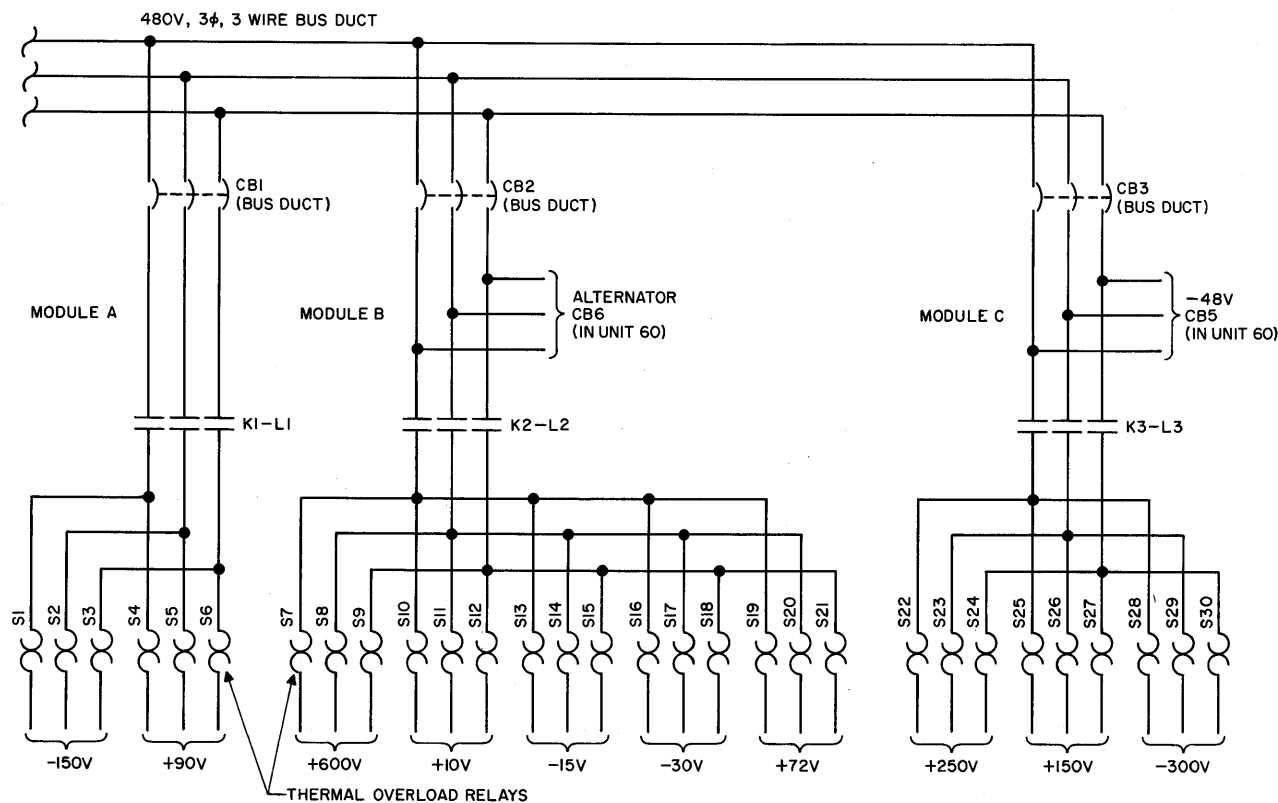 480V, 3ϕ, 3 WIRE BUS DUCT
CB1
(BUS DUCT)
CB2
(BUS DUCT)
CB3
(BUS DUCT)
MODULE A
MODULE B
ALTERNATOR
CB6
(IN UNIT 60)
MODULE C
-48V
CB5
(IN UNIT 60)
K1-L1
K2-L2
K3-L3
S1
S2
S3
S4
S5
S6
S7
S8
S9
S10
S11
S12
S13
S14
S15
S16
S17
S18
S19
S20
S21
S22
S23
S24
S25
S26
S27
S28
S29
S30
-150V
+90V
+600V
+10V
-15V
-30V
+72V
+250V
+150V
-300V
THERMAL OVERLOAD RELAYS